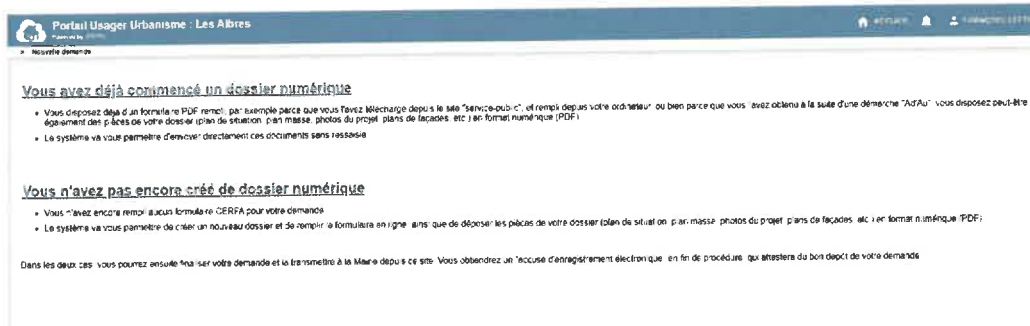 Portail Usager Urbanisme : Les Albres
Powered by
ACCUEIL
> Nouvelle demande
Vous avez déjà commencé un dossier numérique
• Vous disposez déjà d'un formulaire PDF rempli, par exemple parce que vous l'avez téléchargé depuis le site "service-public", et rempli depuis votre ordinateur, ou bien parce que vous l'avez obtenu à la suite d'une démarche "Ad'Au". vous disposez peut-être
également des pièces de votre dossier (plan de situation, plan masse, photos du projet, plans de façades, etc.) en format numérique (PDF)
• Le système va vous permettre d'envoyer directement ces documents sans ressaisie
Vous n'avez pas encore créé de dossier numérique
• Vous n'avez encore rempli aucun formulaire CERFA pour votre demande
• Le système va vous permettre de créer un nouveau dossier et de remplir le formulaire en ligne, ainsi que de déposer les pièces de votre dossier (plan de situation, plan masse, photos du projet, plans de façades, etc.) en format numérique (PDF)
Dans les deux cas, vous pourrez ensuite finaliser votre demande et la transmettre à la Mairie depuis ce site. Vous obtiendrez un "accusé d'enregistrement électronique" en fin de procédure, qui attestera du bon dépôt de votre demande